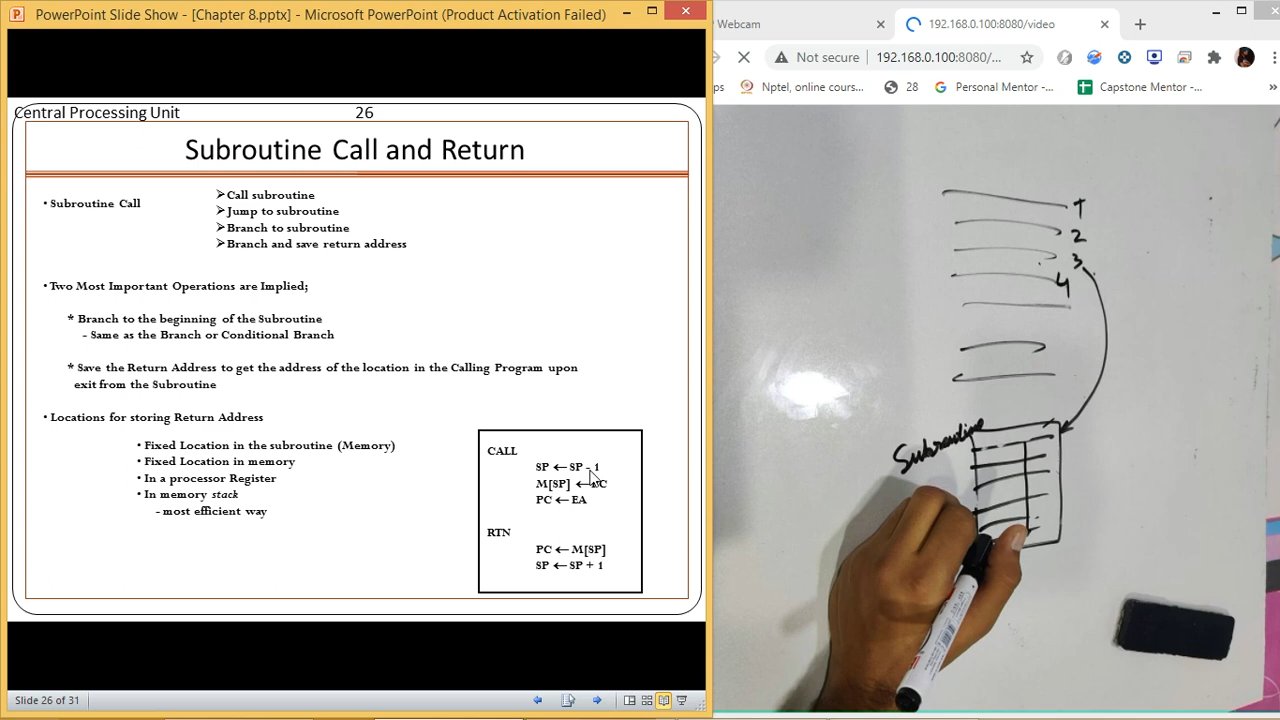 PowerPoint Slide Show - [Chapter 8.pptx] - Microsoft PowerPoint (Product Activation Failed)
Central Processing Unit 26
Subroutine Call and Return
• Subroutine Call
➢Call subroutine
➢Jump to subroutine
➢Branch to subroutine
➢Branch and save return address
• Two Most Important Operations are Implied;
* Branch to the beginning of the Subroutine
- Same as the Branch or Conditional Branch
* Save the Return Address to get the address of the location in the Calling Program upon
exit from the Subroutine
• Locations for storing Return Address
• Fixed Location in the subroutine (Memory)
• Fixed Location in memory
• In a processor Register
• In memory stack
- most efficient way
CALL
SP ← SP - 1
M[SP] ← PC
PC ← EA
RTN
PC ← M[SP]
SP ← SP + 1
Slide 26 of 31
Webcam
192.168.0.100:8080/video
Not secure 192.168.0.100:8080/...
ps Nptel, online cours... 28 Personal Mentor -... Capstone Mentor -... »
1
2
3
4
Subroutine